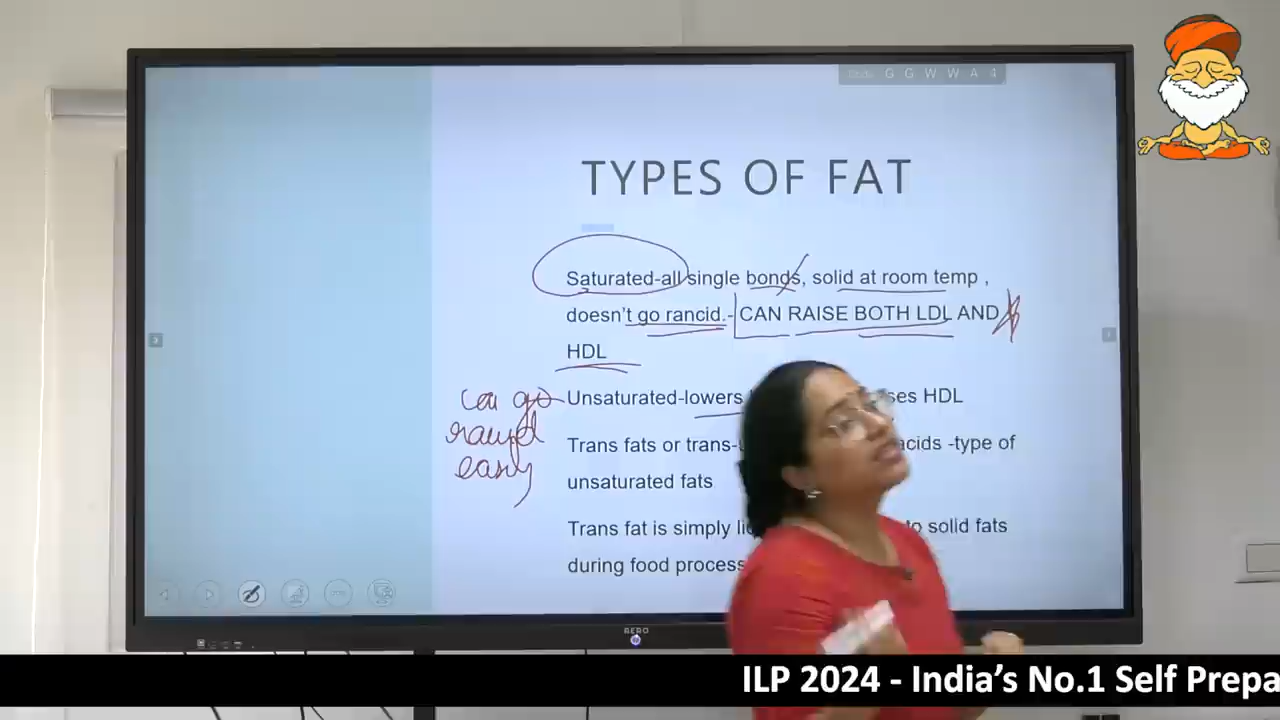 G G W W A 4
TYPES OF FAT
Saturated-all single bonds, solid at room temp ,
doesn't go rancid.- CAN RAISE BOTH LDL AND
HDL
can go
rancid
easy
Unsaturated-lowers ses HDL
Trans fats or trans- acids -type of
unsaturated fats
Trans fat is simply to solid fats
during food process
BERO
ILP 2024 - India's No.1 Self Prepa